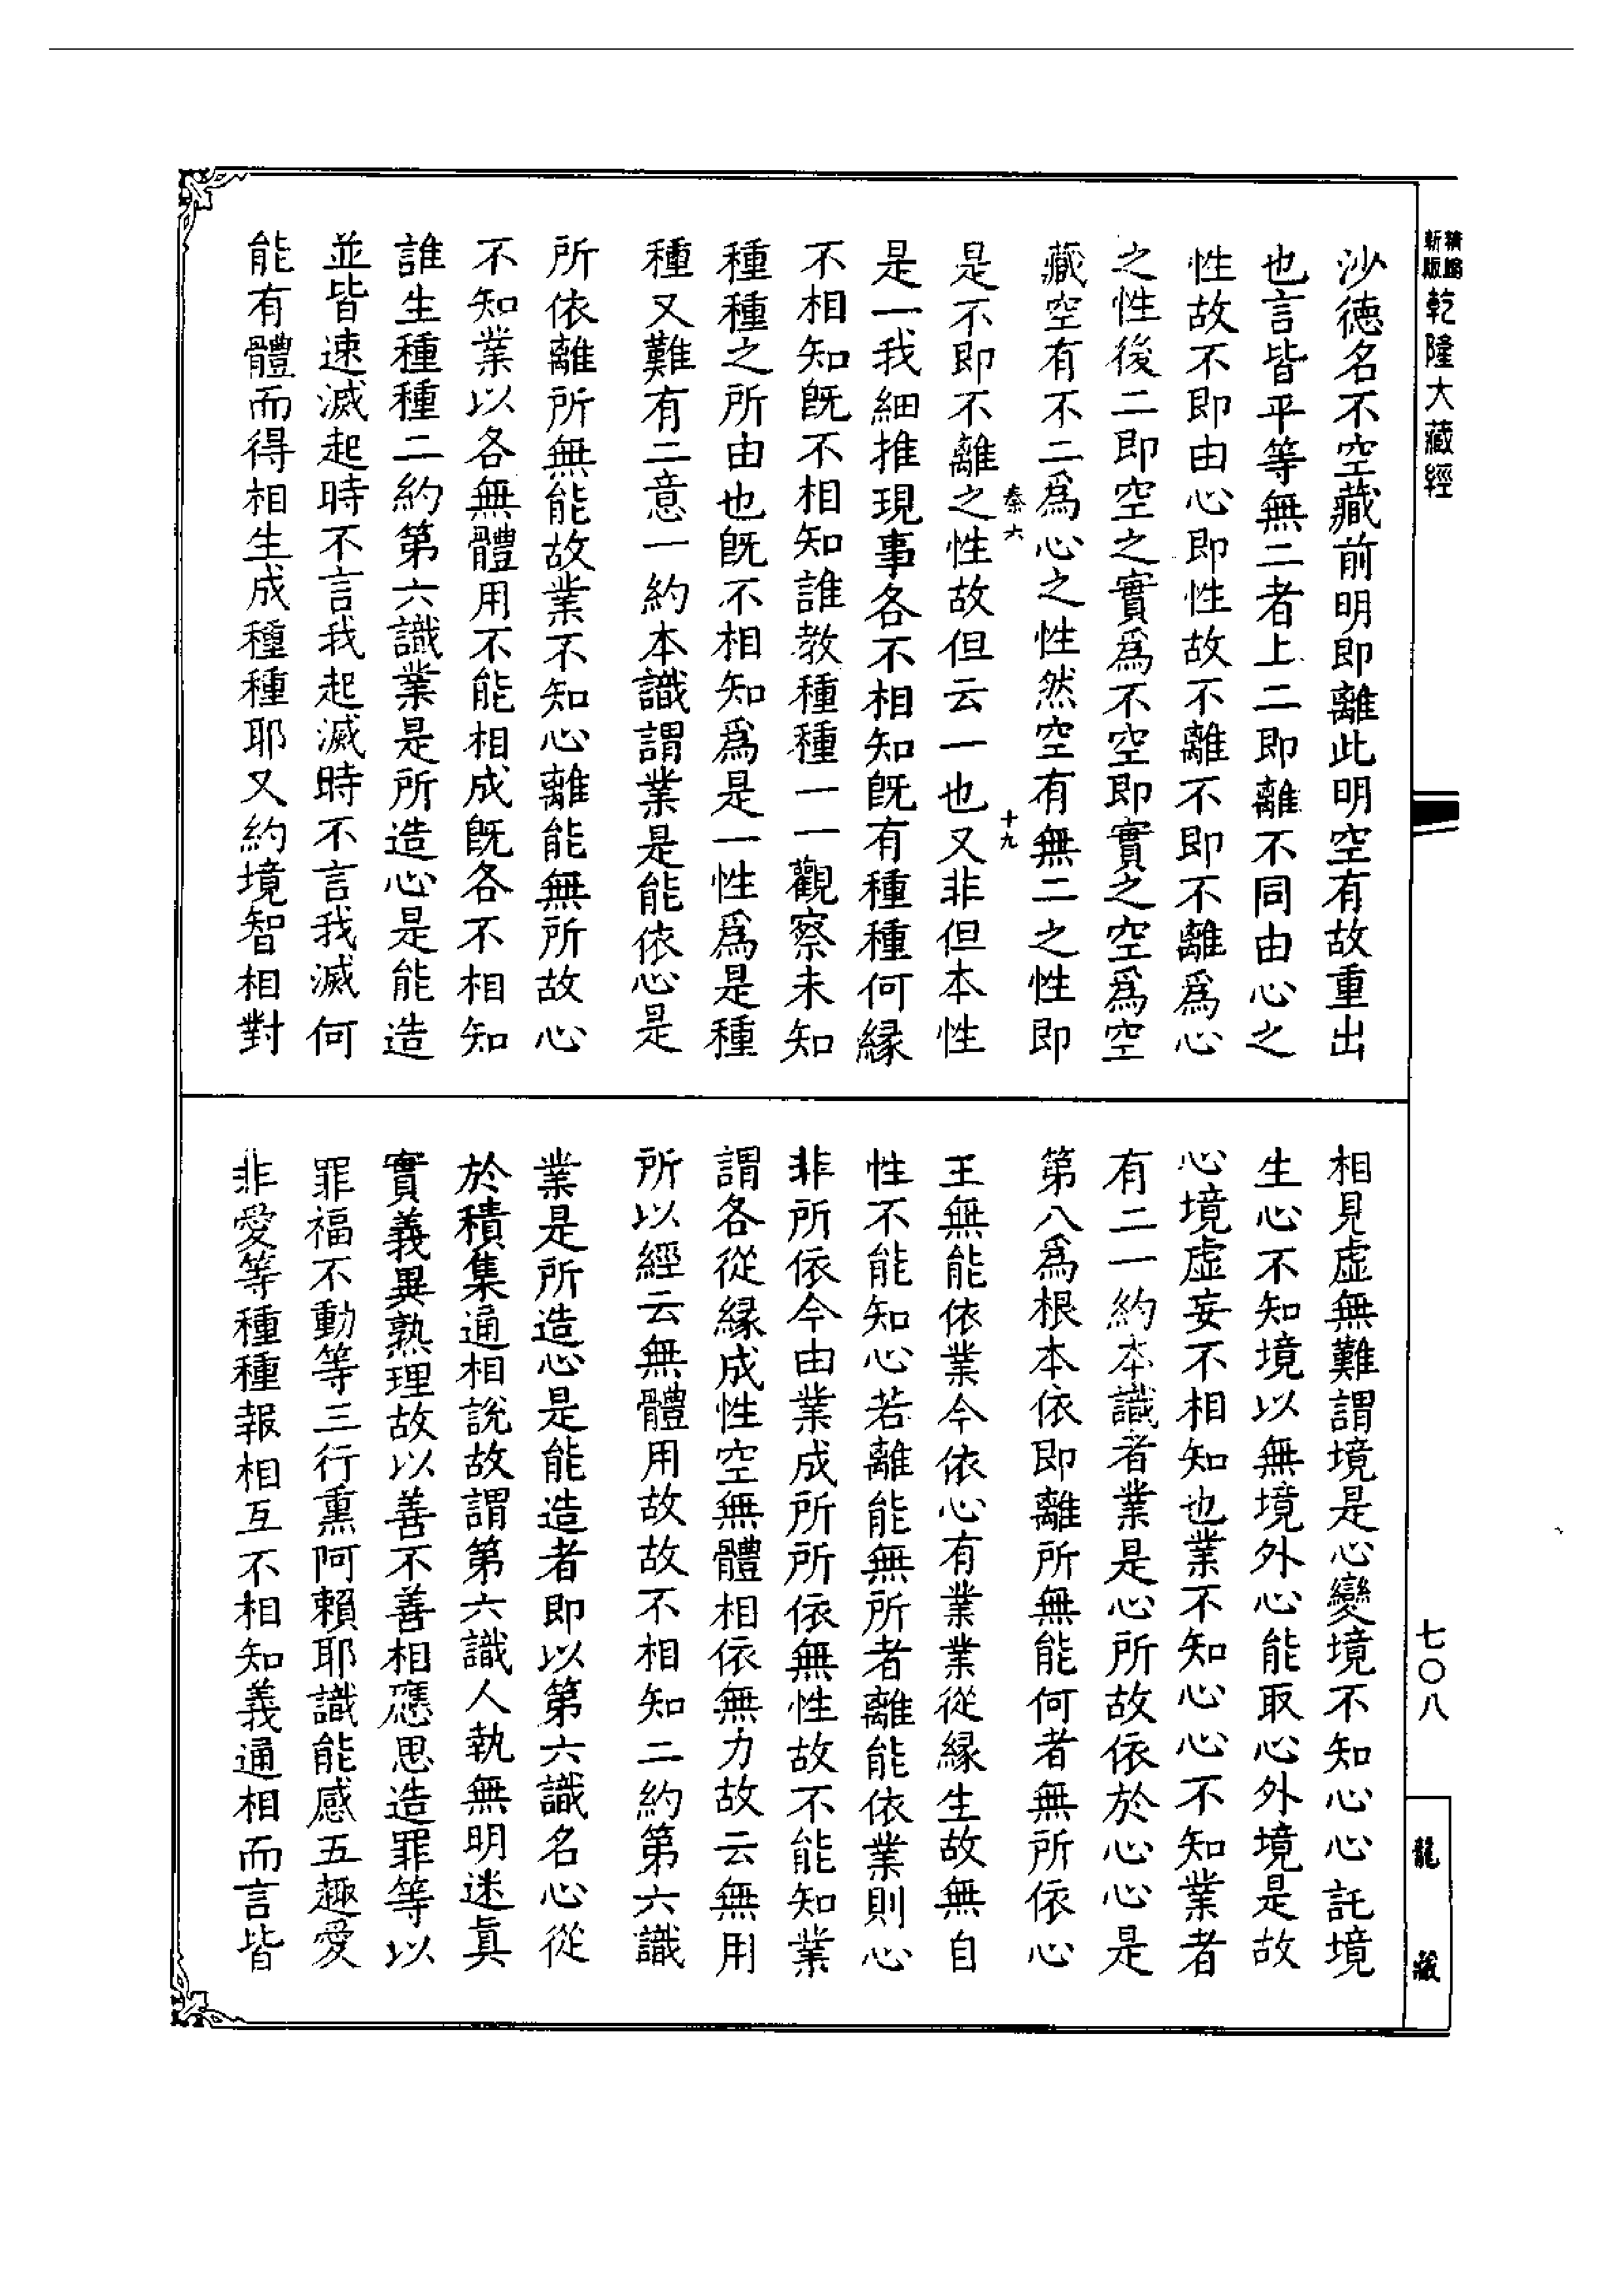 新版精縮乾隆大藏經
沙德名不空藏前明即離此明空有故重出
也言皆平等無二者上二即離不同由心之
性故不即由心即性故不離不即不離爲心
之性後二即空之實爲不空即實之空爲空
藏空有不二爲心之性然空有無二之性即
秦六
十九
是不即不離之性故但云一也又非但本性
是一我細推現事各不相知既有種種何緣
不相知既不相知誰教種種一一觀察未知
種種之所由也既不相知爲是一性爲是種
種又難有二意一約本識謂業是能依心是
所依離所無能故業不知心離能無所故心
不知業以各無體用不能相成既各不相知
誰生種種二約第六識業是所造心是能造
並皆速滅起時不言我起滅時不言我滅何
能有體而得相生成種種耶又約境智相對
相見虛無難謂境是心變境不知心心託境
生心不知境以無境外心能取心外境是故
心境虛妄不相知也業不知心心不知業者
有二一約本識者業是心所故依於心心是
第八爲根本依即離所無能何者無所依心
王無能依業今依心有業業從緣生故無自
性不能知心若離能無所者離能依業則心
非所依今由業成所所依無性故不能知業
謂各從緣成性空無體相依無力故云無用
所以經云無體用故故不相知二約第六識
業是所造心是能造者即以第六識名心從
於積集通相說故謂第六識人執無明迷真
實義異熟理故以善不善相應思造罪等以
罪福不動等三行熏阿賴耶識能感五趣愛
非愛等種種報相互不相知義通相而言皆
七〇八
龍藏